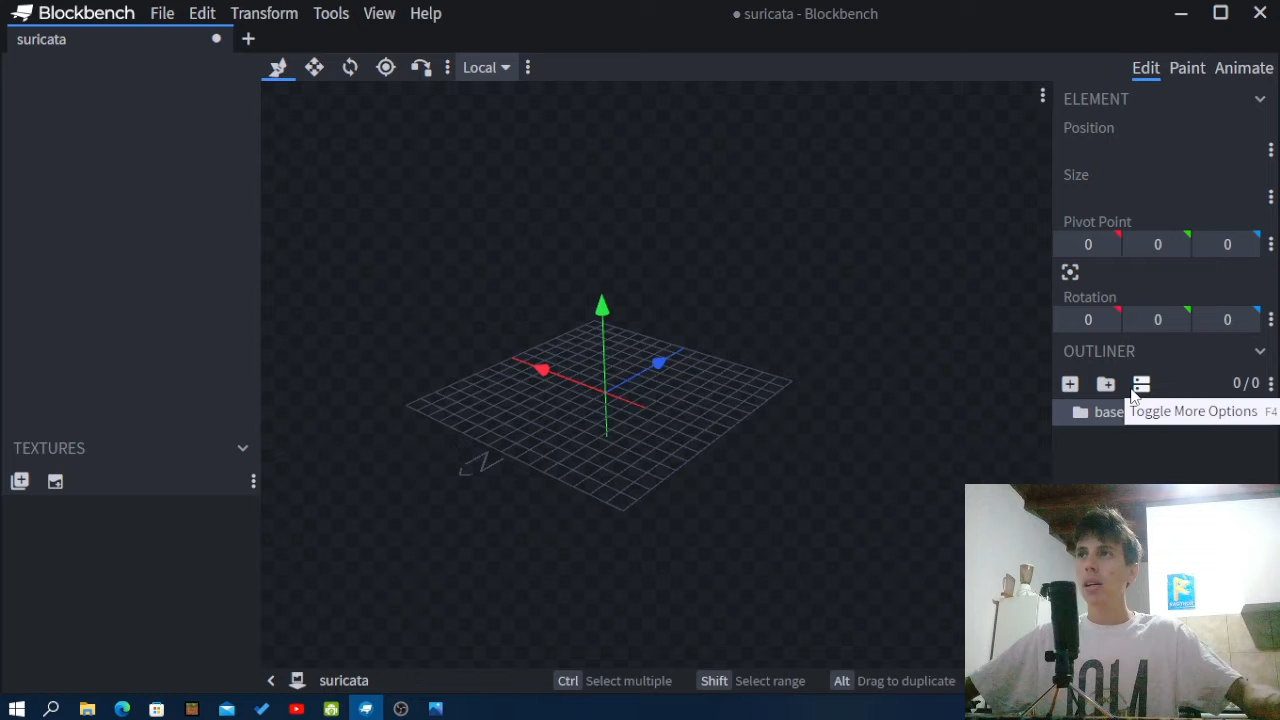 Blockbench File Edit Transform Tools View Help
suricata - Blockbench
suricata
Local
Edit Paint Animate
ELEMENT
Position
Size
Pivot Point
0 0 0
Rotation
0 0 0
OUTLINER
0 / 0
base
Toggle More Options F4
TEXTURES
suricata
Ctrl Select multiple Shift Select range Alt Drag to duplicate